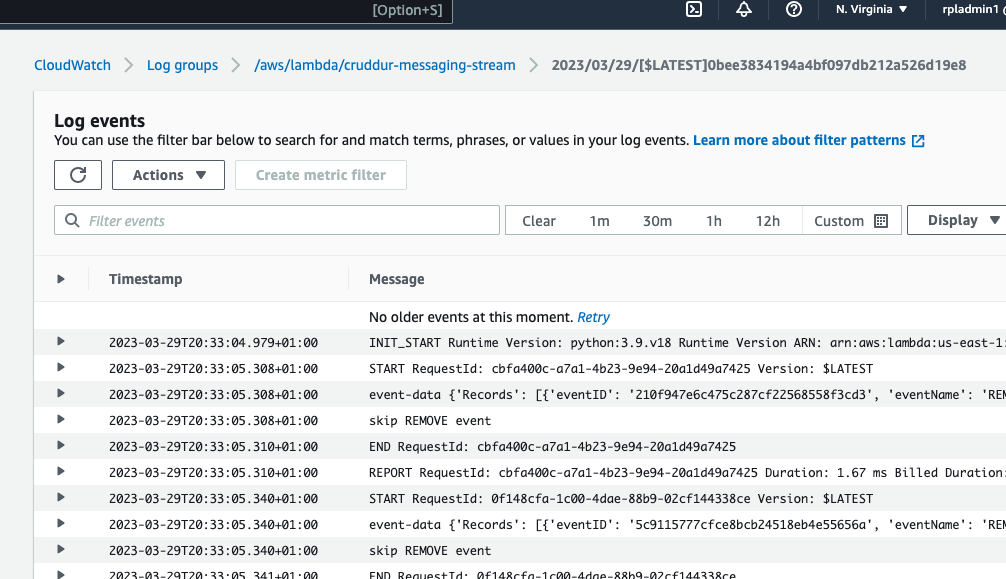 [Option+S]
N. Virginia ▼
rpladmin1
CloudWatch > Log groups > /aws/lambda/cruddur-messaging-stream > 2023/03/29/[$LATEST]0bee3834194a4bf097db212a526d19e8
Log events
You can use the filter bar below to search for and match terms, phrases, or values in your log events. Learn more about filter patterns
Actions ▼ Create metric filter
Filter events Clear 1m 30m 1h 12h Custom Display ▼
Timestamp Message
No older events at this moment. Retry
2023-03-29T20:33:04.979+01:00 INIT_START Runtime Version: python:3.9.v18 Runtime Version ARN: arn:aws:lambda:us-east-1:
2023-03-29T20:33:05.308+01:00 START RequestId: cbfa400c-a7a1-4b23-9e94-20a1d49a7425 Version: $LATEST
2023-03-29T20:33:05.308+01:00 event-data {'Records': [{'eventID': '210f947e6c475c287cf22568558f3cd3', 'eventName': 'REM
2023-03-29T20:33:05.308+01:00 skip REMOVE event
2023-03-29T20:33:05.310+01:00 END RequestId: cbfa400c-a7a1-4b23-9e94-20a1d49a7425
2023-03-29T20:33:05.310+01:00 REPORT RequestId: cbfa400c-a7a1-4b23-9e94-20a1d49a7425 Duration: 1.67 ms Billed Duration:
2023-03-29T20:33:05.340+01:00 START RequestId: 0f148cfa-1c00-4dae-88b9-02cf144338ce Version: $LATEST
2023-03-29T20:33:05.340+01:00 event-data {'Records': [{'eventID': '5c9115777cfce8bcb24518eb4e55656a', 'eventName': 'REM
2023-03-29T20:33:05.340+01:00 skip REMOVE event
2023-03-29T20:33:05.341+01:00 END RequestId: 0f148cfa-1c00-4dae-88b9-02cf144338ce